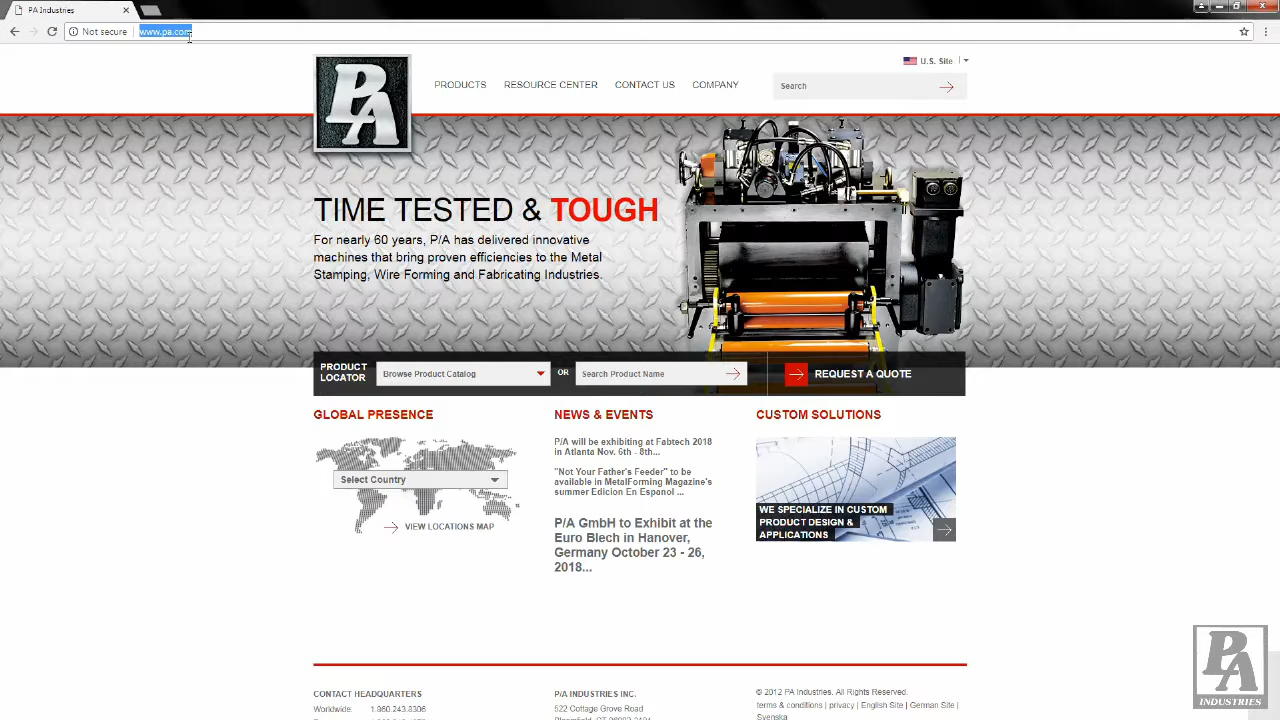 PA Industries
Not secure
www.pa.com
U.S. Site
PA
PRODUCTS
RESOURCE CENTER
CONTACT US
COMPANY
Search
TIME TESTED & TOUGH
For nearly 60 years, P/A has delivered innovative
machines that bring proven efficiencies to the Metal
Stamping, Wire Forming and Fabricating Industries.
PRODUCT
LOCATOR
Browse Product Catalog
OR
Search Product Name
REQUEST A QUOTE
GLOBAL PRESENCE
Select Country
VIEW LOCATIONS MAP
NEWS & EVENTS
P/A will be exhibiting at Fabtech 2018
in Atlanta Nov. 6th - 8th...
"Not Your Father's Feeder" to be
available in MetalForming Magazine's
summer Edicion En Espanol ...
P/A GmbH to Exhibit at the
Euro Blech in Hanover,
Germany October 23 - 26,
2018...
CUSTOM SOLUTIONS
WE SPECIALIZE IN CUSTOM
PRODUCT DESIGN &
APPLICATIONS
CONTACT HEADQUARTERS
Worldwide: 1.860.243.8306
P/A INDUSTRIES INC.
522 Cottage Grove Road
© 2012 PA Industries. All Rights Reserved.
terms & conditions | privacy | English Site | German Site |
Svenska
PA
INDUSTRIES